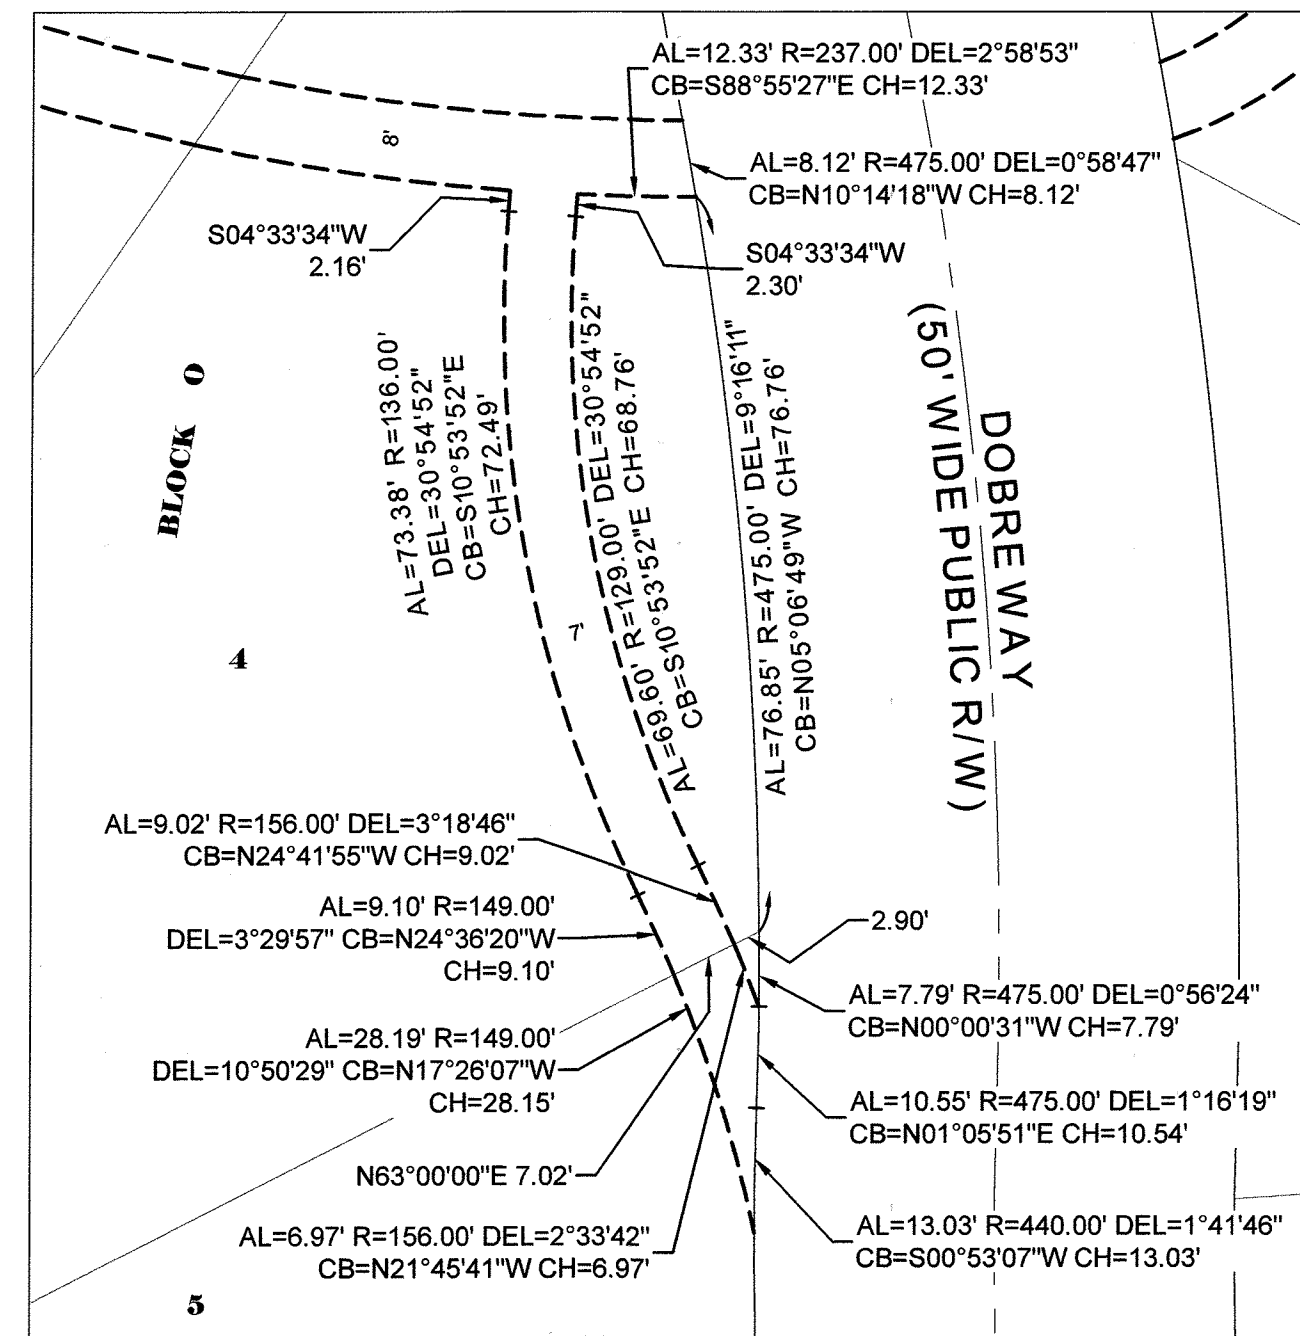 AL=12.33' R=237.00' DEL=2°58'53"
CB=S88°55'27"E CH=12.33'
8'
AL=8.12' R=475.00' DEL=0°58'47"
CB=N10°14'18"W CH=8.12'
S04°33'34"W
2.16'
S04°33'34"W
2.30'
BLOCK O
AL=73.38' R=136.00'
DEL=30°54'52"
CB=S10°53'52"E
CH=72.49'
7'
AL=69.60' R=129.00' DEL=30°54'52"
CB=S10°53'52"E CH=68.76'
AL=76.85' R=475.00' DEL=9°16'11"
CB=N05°06'49"W CH=76.76'
DOBRE WAY
(50' WIDE PUBLIC R/W)
4
AL=9.02' R=156.00' DEL=3°18'46"
CB=N24°41'55"W CH=9.02'
AL=9.10' R=149.00'
DEL=3°29'57" CB=N24°36'20"W
CH=9.10'
2.90'
AL=7.79' R=475.00' DEL=0°56'24"
CB=N00°00'31"W CH=7.79'
AL=28.19' R=149.00'
DEL=10°50'29" CB=N17°26'07"W
CH=28.15'
AL=10.55' R=475.00' DEL=1°16'19"
CB=N01°05'51"E CH=10.54'
N63°00'00"E 7.02'
AL=6.97' R=156.00' DEL=2°33'42"
CB=N21°45'41"W CH=6.97'
AL=13.03' R=440.00' DEL=1°41'46"
CB=S00°53'07"W CH=13.03'
5